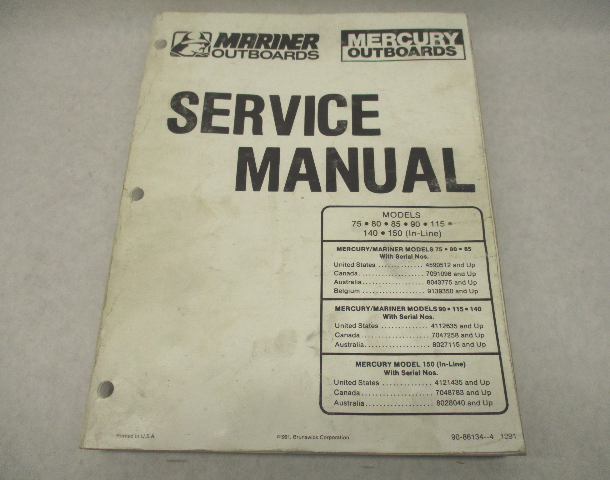 MARINER
OUTBOARDS
MERCURY
OUTBOARDS
SERVICE
MANUAL
MODELS
75 • 80 • 85 • 90 • 115 •
140 • 150 (In-Line)
MERCURY/MARINER MODELS 75 • 80 • 85
With Serial Nos.
United States .............. 4590512 and Up
Canada .................... 7091098 and Up
Australia ................... 8043775 and Up
Belgium ................... 9139350 and Up
MERCURY/MARINER MODELS 90 • 115 • 140
With Serial Nos.
United States .............. 4112635 and Up
Canada .................... 7047258 and Up
Australia ................... 8027115 and Up
MERCURY MODEL 150 (In-Line)
With Serial Nos.
United States .............. 4121435 and Up
Canada .................... 7048783 and Up
Australia ................... 8028040 and Up
Printed in U.S.A.
©1991, Brunswick Corporation
90-86134--4 1291